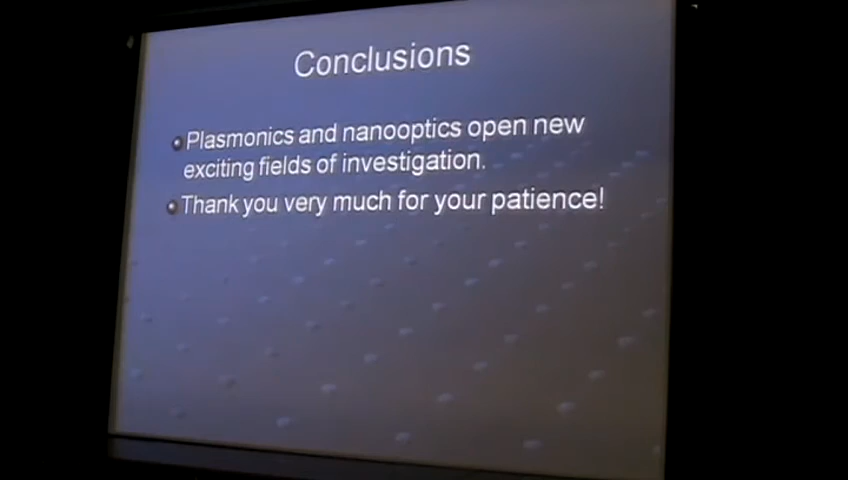 Conclusions
Plasmonics and nanooptics open new
exciting fields of investigation.
Thank you very much for your patience!